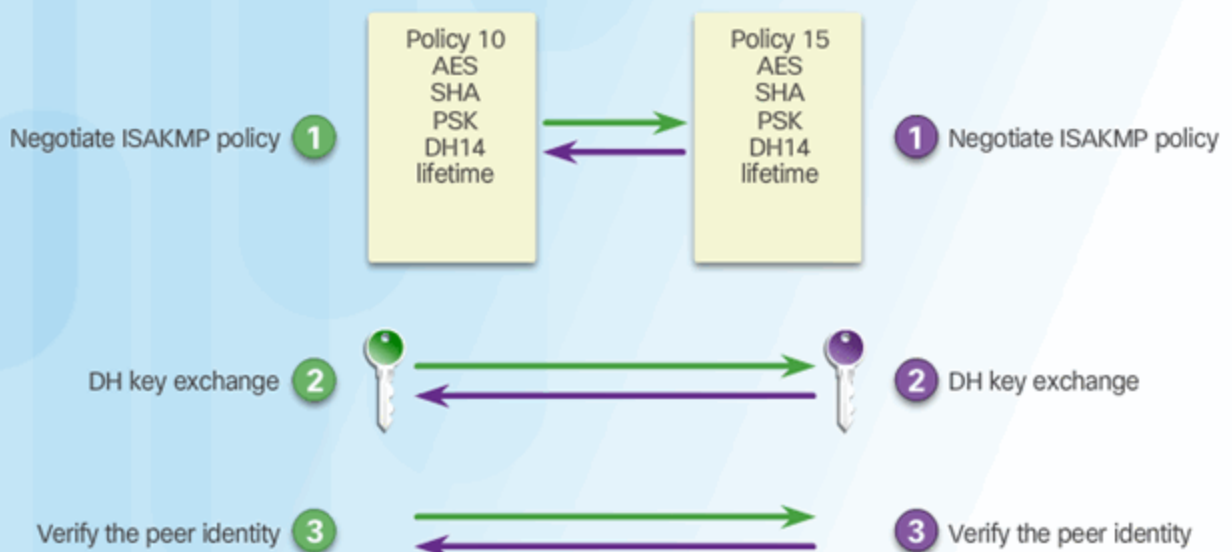 Policy 10
AES
SHA
PSK
DH14
lifetime
Policy 15
AES
SHA
PSK
DH14
lifetime
Negotiate ISAKMP policy 1
1 Negotiate ISAKMP policy
DH key exchange 2
2 DH key exchange
Verify the peer identity 3
3 Verify the peer identity